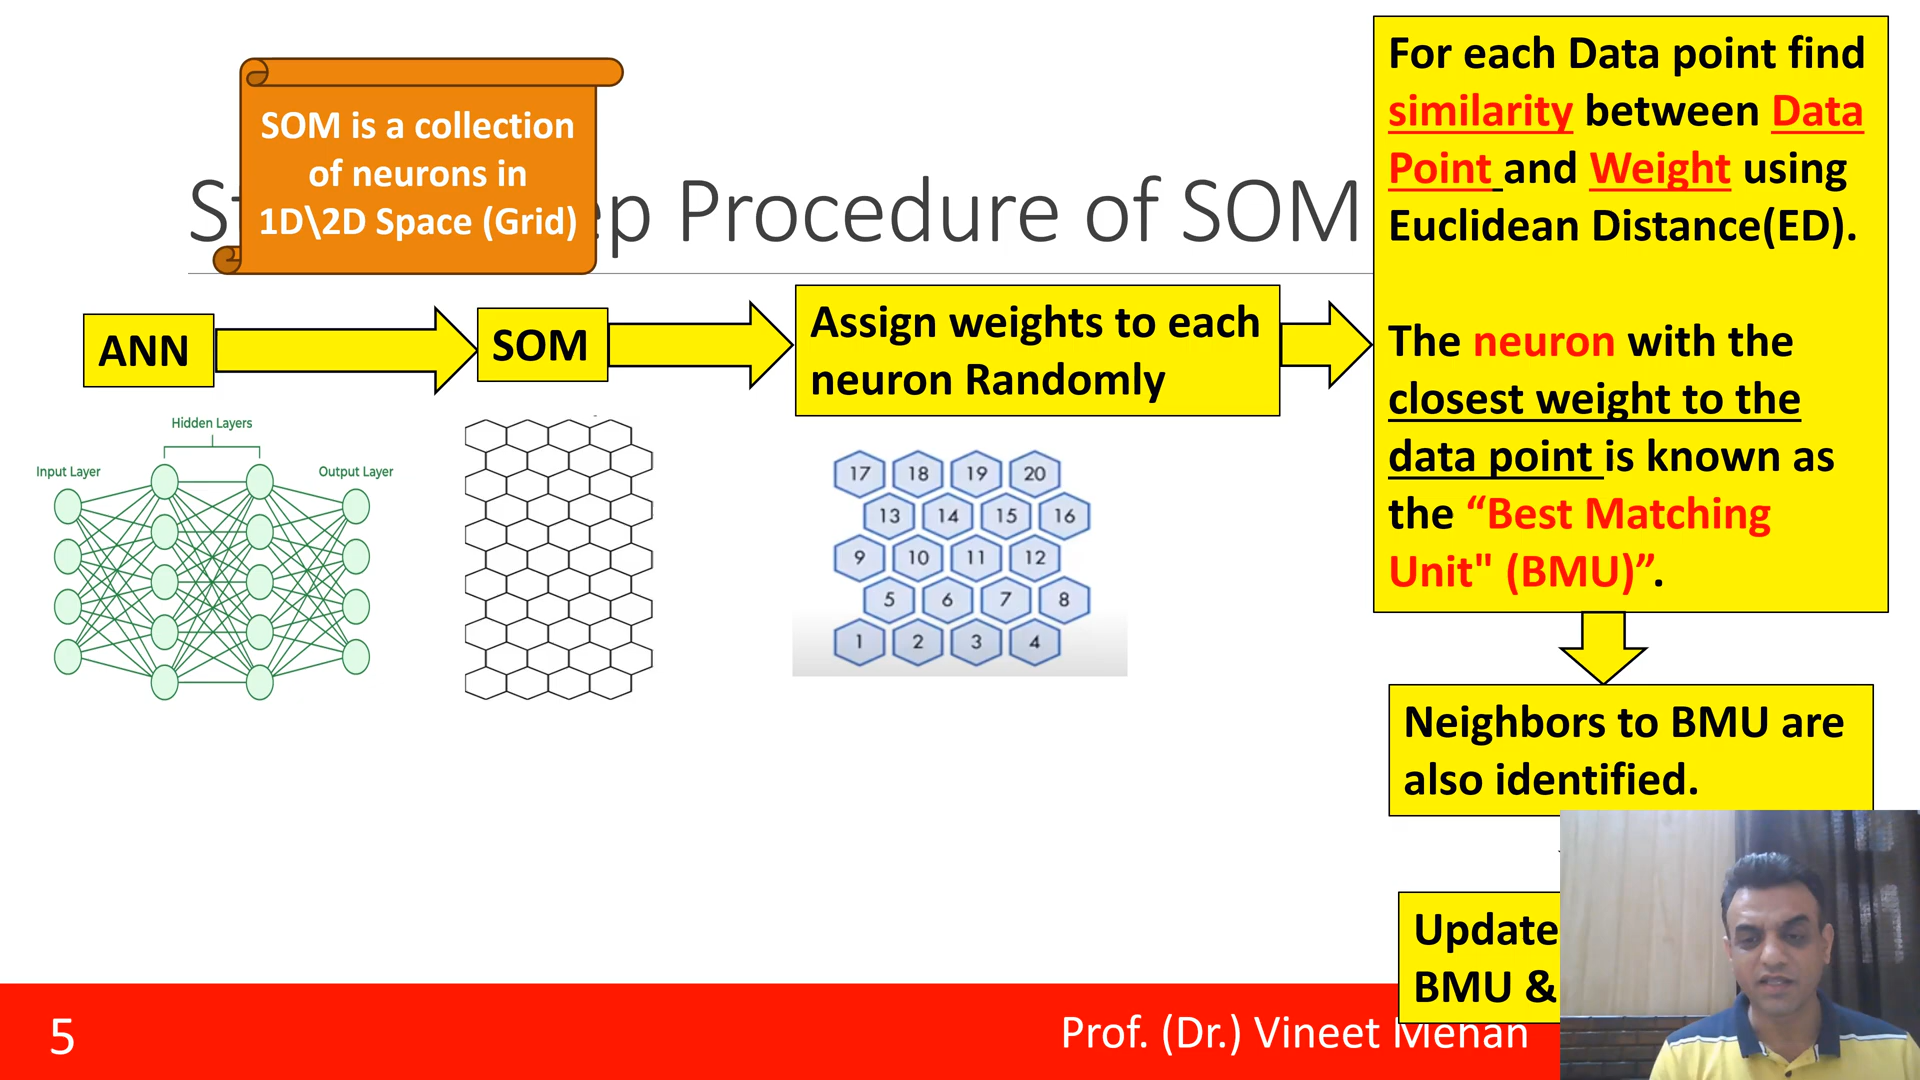 SOM is a collection
of neurons in
1D\2D Space (Grid)
Procedure of SOM
ANN
SOM
Assign weights to each
neuron Randomly
For each Data point find
similarity between Data
Point and Weight using
Euclidean Distance(ED).
The neuron with the
closest weight to the
data point is known as
the “Best Matching
Unit" (BMU)”.
Neighbors to BMU are
also identified.
Update
BMU &
Hidden Layers
Input Layer
Output Layer
17 18 19 20
13 14 15 16
9 10 11 12
5 6 7 8
1 2 3 4
5
Prof. (Dr.) Vineet Mehan